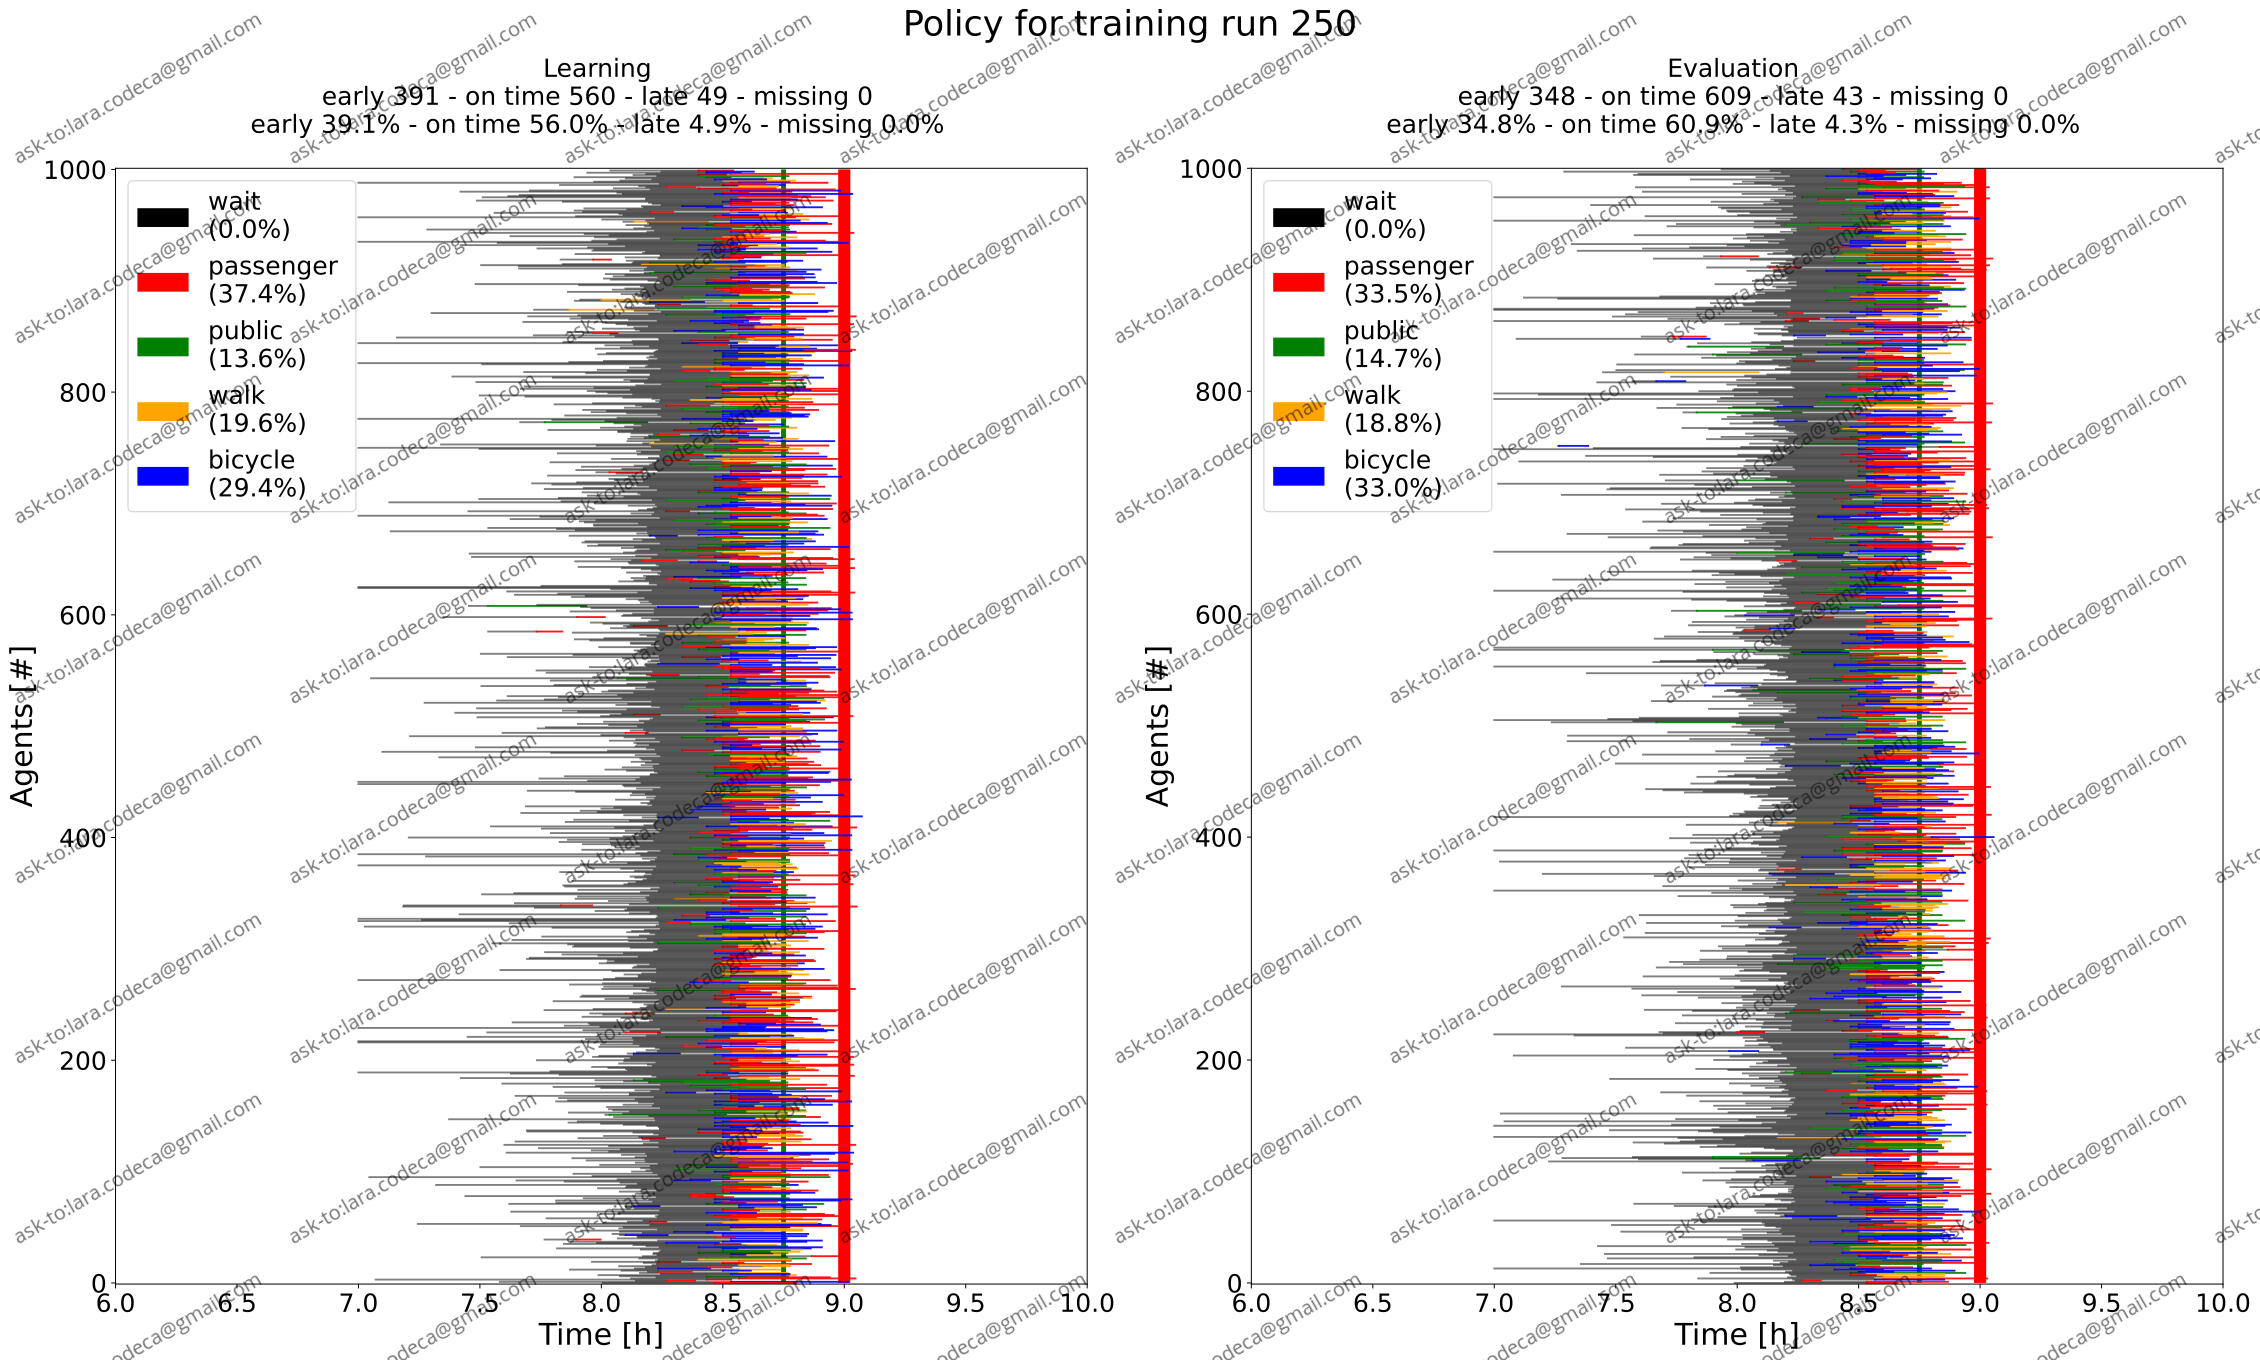 Policy for training run 250
Learning
early 391 - on time 560 - late 49 - missing 0
early 39.1% - on time 56.0% - late 4.9% - missing 0.0%
1000
800
600
400
200
0
Agents [#]
wait
(0.0%)
passenger
(37.4%)
public
(13.6%)
walk
(19.6%)
bicycle
(29.4%)
6.0 6.5 7.0 7.5 8.0 8.5 9.0 9.5 10.0
Time [h]
Evaluation
early 348 - on time 609 - late 43 - missing 0
early 34.8% - on time 60.9% - late 4.3% - missing 0.0%
1000
800
600
400
200
0
Agents [#]
wait
(0.0%)
passenger
(33.5%)
public
(14.7%)
walk
(18.8%)
bicycle
(33.0%)
6.0 6.5 7.0 7.5 8.0 8.5 9.0 9.5 10.0
Time [h]
ask-to:lara.codeca@gmail.com